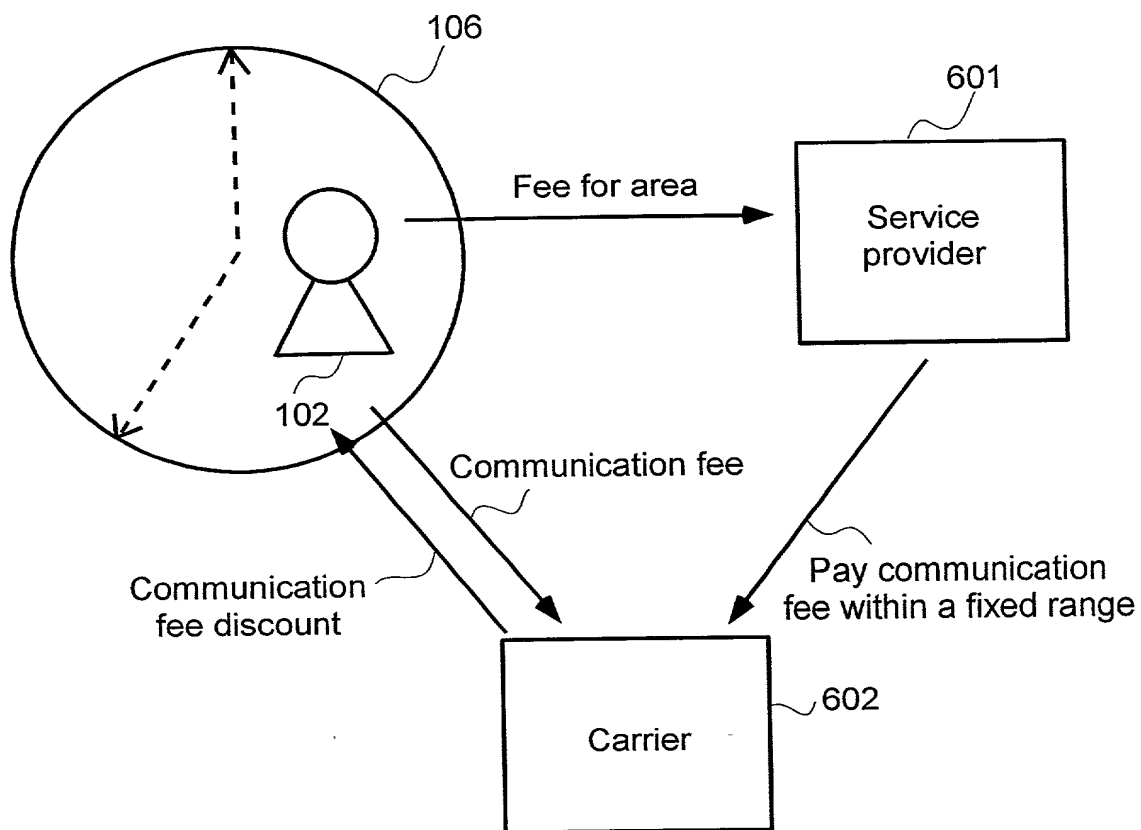 106
601
Fee for area
Service
provider
102
Communication fee
Communication
fee discount
Pay communication
fee within a fixed range
602
Carrier